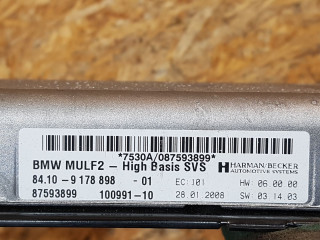 *7530A/087593899*
BMW MULF2 – High Basis SVS H HARMAN/BECKER
AUTOMOTIVE SYSTEMS
84.10 – 9 178 898 - 01 EC: 101 HW: 06 00 00
87593899 100991-10 28.01.2008 SW: 03 14 03